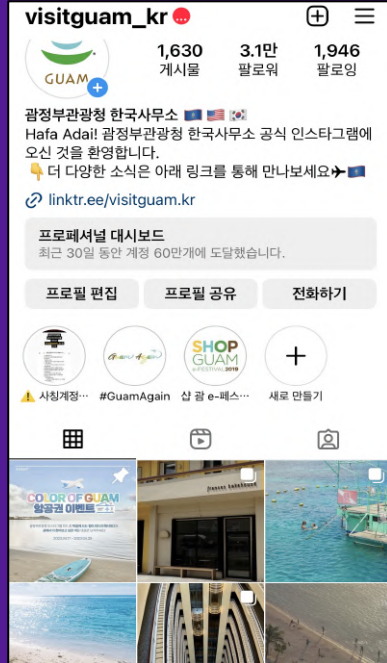 visitguam_kr
GUAM
1,630
3.1만
1,946
게시물
팔로워
팔로잉
괌정부관광청 한국사무소
Hafa Adai! 괌정부관광청 한국사무소 공식 인스타그램에
오신 것을 환영합니다.
더 다양한 소식은 아래 링크를 통해 만나보세요
linktr.ee/visitguam.kr
프로페셔널 대시보드
최근 30일 동안 계정 60만개에 도달했습니다.
프로필 편집
프로필 공유
전화하기
SHOP
GUAM
e-FESTIVAL 2019
사칭계정…
#GuamAgain
샵 괌 e-페스…
새로 만들기
COLOR OF GUAM
항공권 이벤트